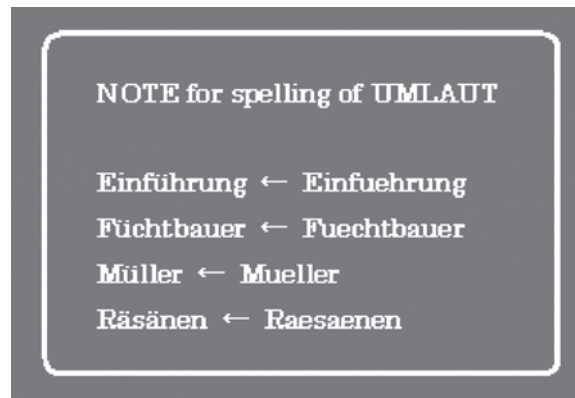 NOTE for spelling of UMLAUT
Einführung ← Einfuehrung
Füchtbauer ← Fuechtbauer
Müller ← Mueller
Räsänen ← Raesaenen